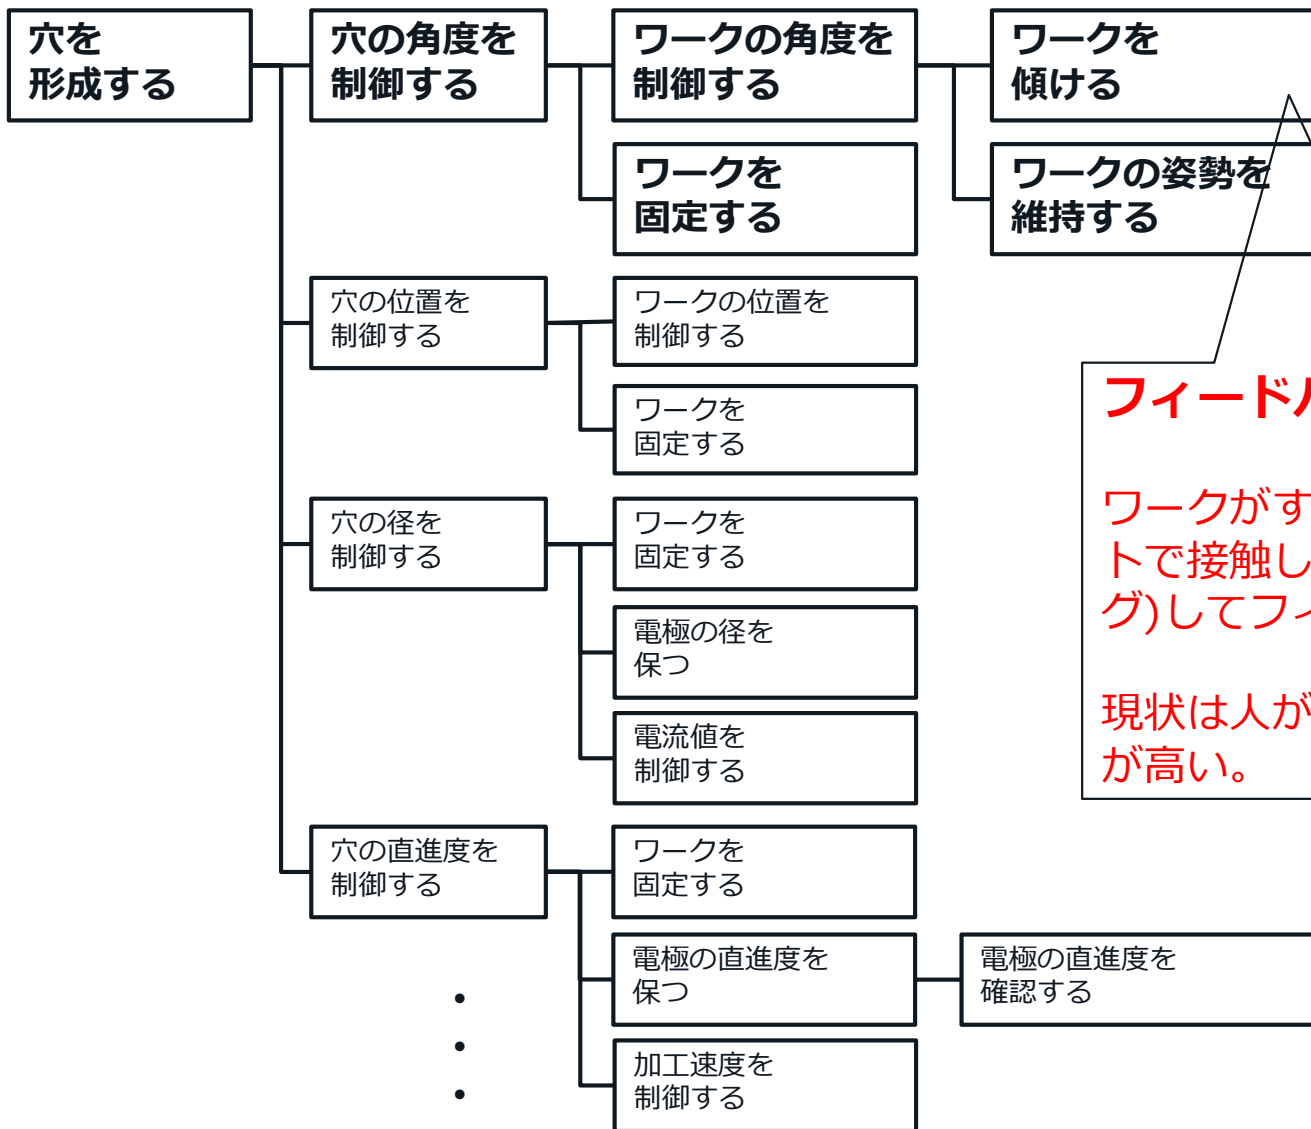 穴を
形成する
穴の角度を
制御する
ワークの角度を
制御する
ワークを
傾ける
ワークを
固定する
ワークの姿勢を
維持する
穴の位置を
制御する
ワークの位置を
制御する
ワークを
固定する
フィード
ワークがす
トで接触し
グ)してフィ
現状は人が
が高い。
穴の径を
制御する
ワークを
固定する
電極の径を
保つ
電流値を
制御する
穴の直進度を
制御する
ワークを
固定する
電極の直進度を
保つ
電極の直進度を
確認する
加工速度を
制御する
・
・
・